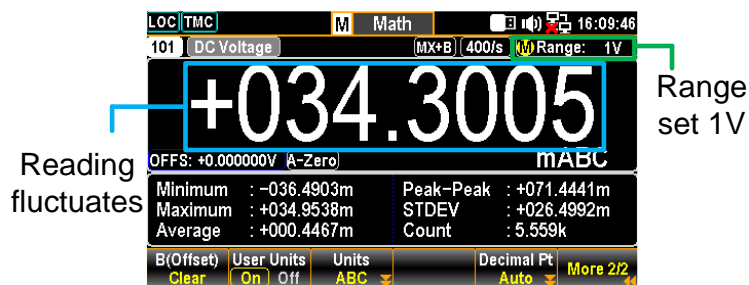 LOC TMC M Math 16:09:46
101 DC Voltage MX+B 400/s M Range: 1V
+034.3005
OFFS: +0.000000V A-Zero mABC
Range
set 1V
Reading
fluctuates
Minimum : -036.4903m Peak-Peak : +071.4441m
Maximum : +034.9538m STDEV : +026.4992m
Average : +000.4467m Count : 5.559k
B(Offset) User Units Units Decimal Pt More 2/2
Clear On Off ABC Auto